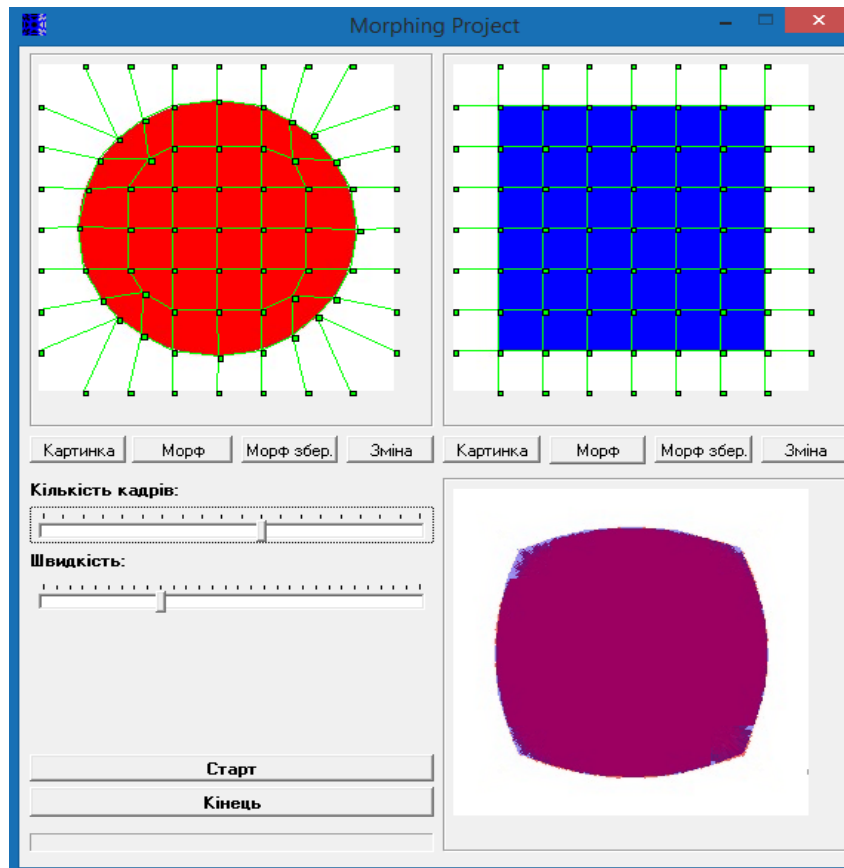 Morphing Project
Картинка Морф Морф збер. Зміна Картинка Морф Морф збер. Зміна
Кількість кадрів:
Швидкість:
Старт
Кінець